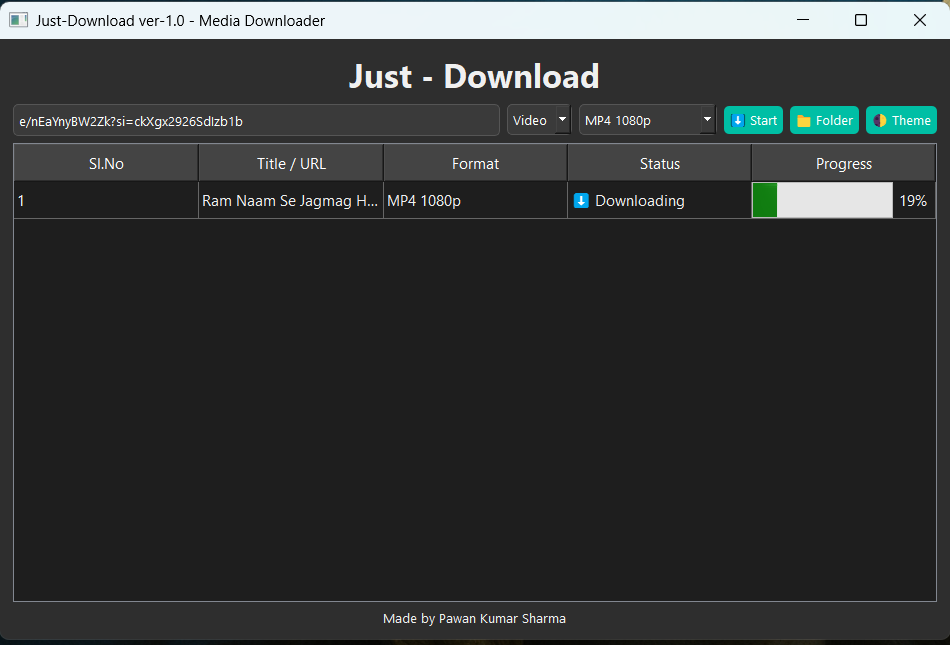 Just-Download ver-1.0 - Media Downloader
Just - Download
e/nEaYnyBW2Zk?si=ckXgx2926SdIzb1b Video MP4 1080p Start Folder Theme
Sl.No Title / URL Format Status Progress
1 Ram Naam Se Jagmag H... MP4 1080p Downloading 19%
Made by Pawan Kumar Sharma